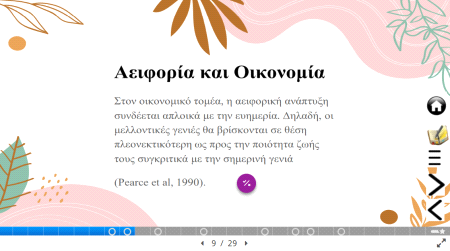 Αειφορία και Οικονομία
Στον οικονομικό τομέα, η αειφορική ανάπτυξη
συνδέεται απλοικά με την ευημερία. Δηλαδή, οι
μελλοντικές γενιές θα βρίσκονται σε θέση
πλεονεκτικότερη ως προς την ποιότητα ζωής
τους συγκριτικά με την σημερινή γενιά
(Pearce et al, 1990).
9 / 29